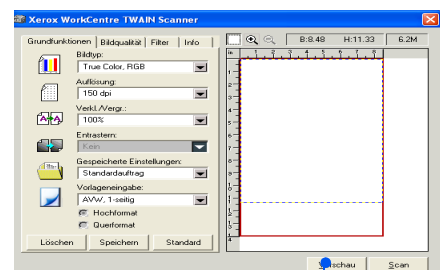 Xerox WorkCentre TWAIN Scanner
Grundfunktionen Bildqualität Filter Info
B:8.48 H:11.33 6.2M
Bildtyp:
True Color, RGB
Auflösung:
150 dpi
Verkl./Vergr.:
100%
Entrastern:
Kein
Gespeicherte Einstellungen:
Standardauftrag
Vorlageneingabe:
AVW, 1-seitig
Hochformat
Querformat
Löschen Speichern Standard
in
Vorschau Scan